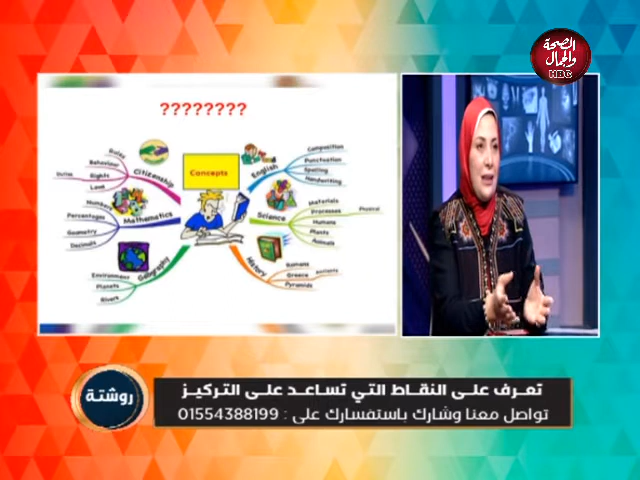 الصحة
والجمال
HBC
????????
Concepts
Citizenship
Rules
Behaviour
Rights
Laws
Duties
Mathematics
Numbers
Percentages
Geometry
Decimals
Geography
Environment
Planets
Rivers
English
Composition
Punctuation
Spelling
Handwriting
Science
Materials
Processes
Physical
Humans
Plants
Animals
History
Romans
Greece
Pyramids
Ancients
روشتة
تعرف على النقاط التي تساعد على التركيز
تواصل معنا وشارك باستفسارك على : 01554388199